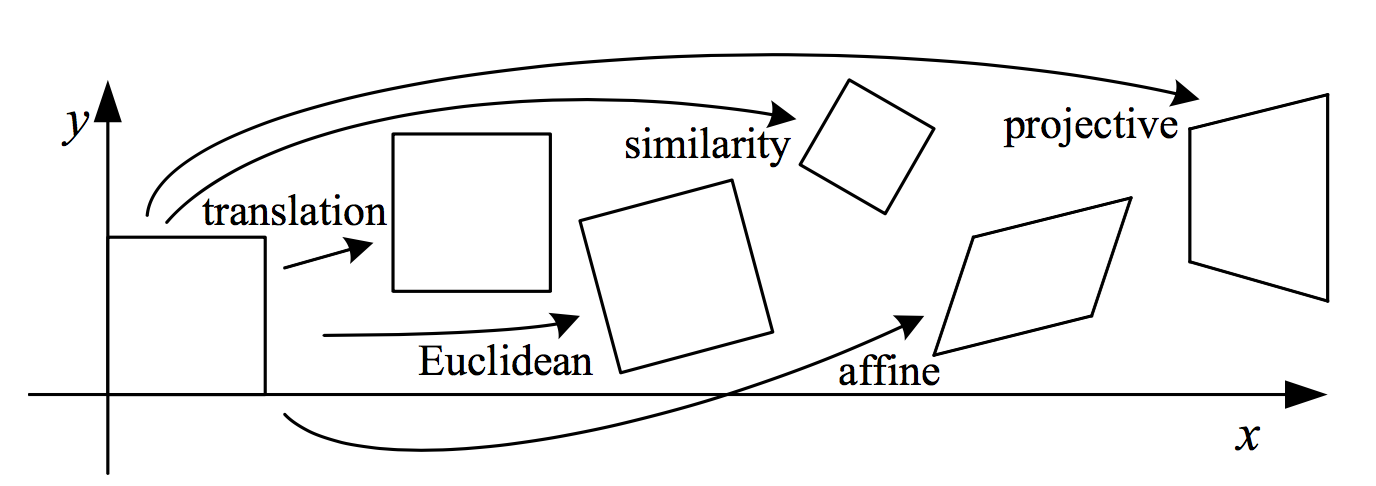 y
similarity
projective
translation
Euclidean
affine
x